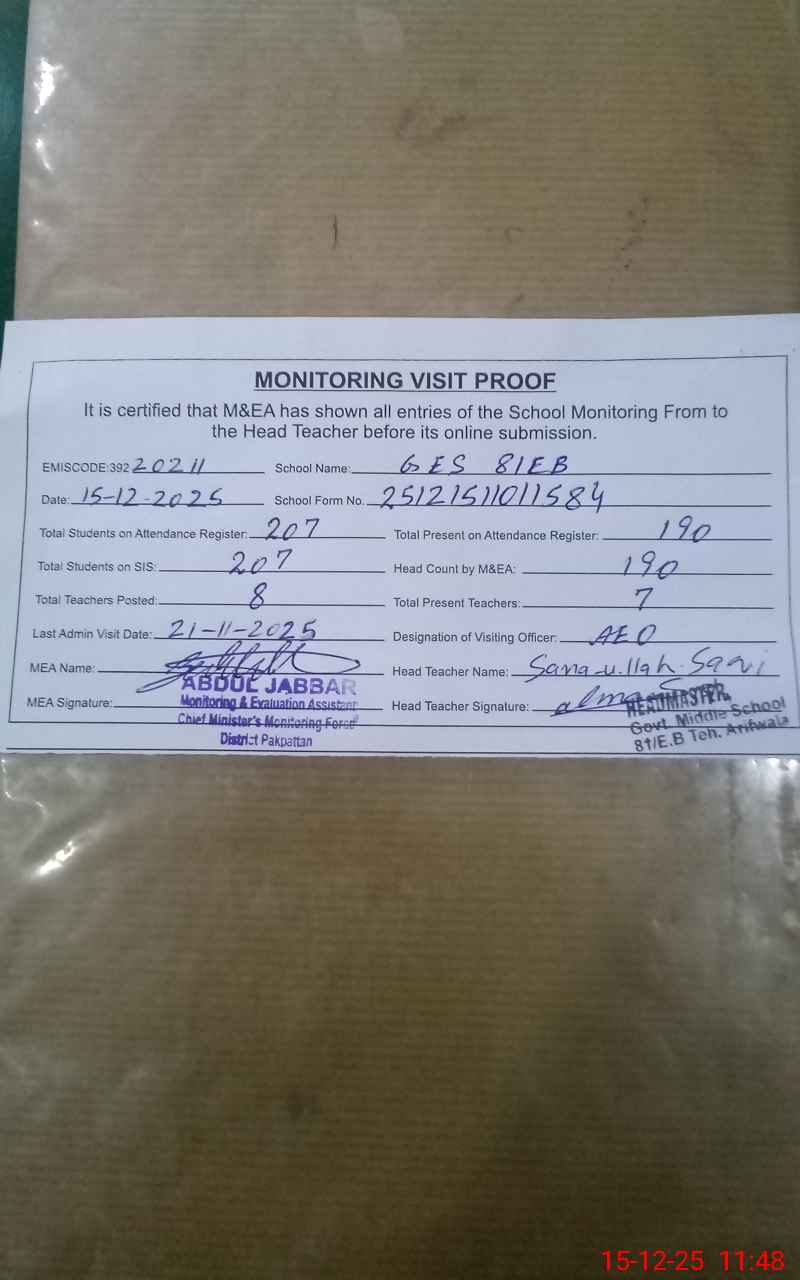 MONITORING VISIT PROOF
It is certified that M&EA has shown all entries of the School Monitoring From to
the Head Teacher before its online submission.
EMISCODE:392 20211 School Name: GES 81EB
Date: 15-12-2025 School Form No. 25121511011584
Total Students on Attendance Register: 207 Total Present on Attendance Register: 190
Total Students on SIS: 207 Head Count by M&EA: 190
Total Teachers Posted: 8 Total Present Teachers: 7
Last Admin Visit Date: 21-11-2025 Designation of Visiting Officer: AEO
MEA Name: Head Teacher Name: Sana-u-llah
MEA Signature: Head Teacher Signature:
ABDUL JABBAR
Monitoring & Evaluation Assistant
Chief Minister's Monitoring Force
District Pakpattan
HEADMASTER,
Govt. Middle School
81/E.B Teh. Arifwala
15-12-25 11:48